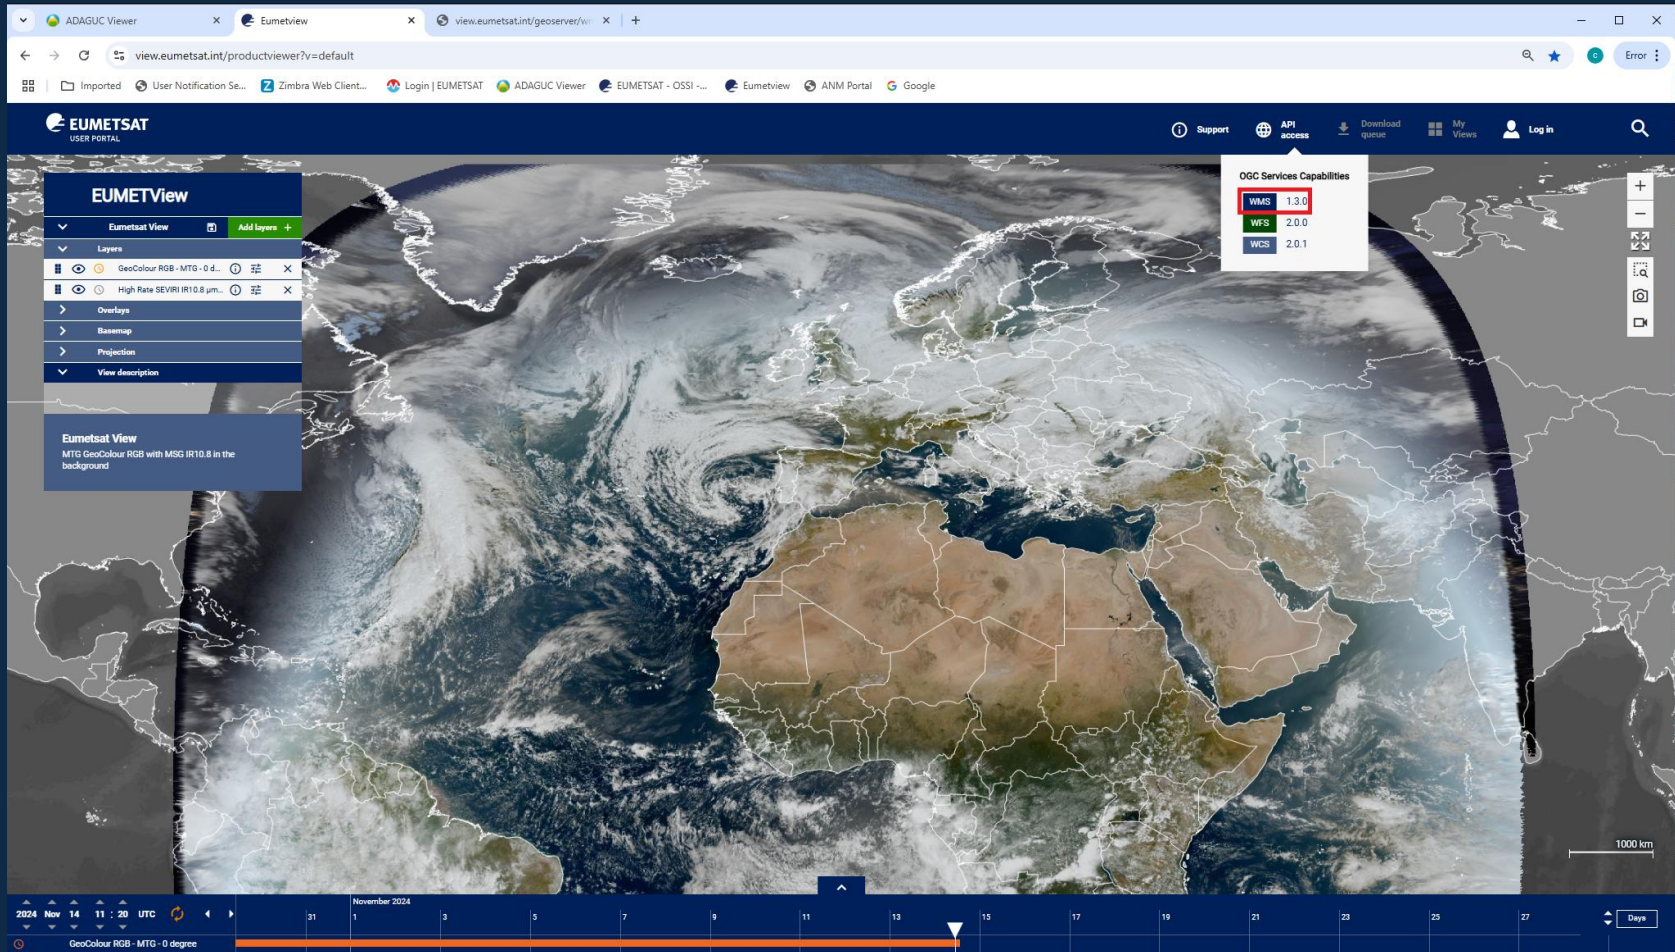 ADAGUC Viewer
Eumetview
view.eumetsat.int/geoserver/w
view.eumetsat.int/productviewer?v=default
Error
Imported
User Notification Se...
Zimbra Web Client...
Login | EUMETSAT
ADAGUC Viewer
EUMETSAT - OSSI -...
Eumetview
ANM Portal
Google
EUMETSAT
USER PORTAL
Support
API access
Download queue
My Views
Log in
OGC Services Capabilities
WMS 1.3.0
WFS 2.0.0
WCS 2.0.1
EUMETView
Eumetsat View
Add layers +
Layers
GeoColour RGB - MTG - 0 d...
High Rate SEVIRI IR10.8 µm...
Overlays
Basemap
Projection
View description
Eumetsat View
MTG GeoColour RGB with MSG IR10.8 in the
background
1000 km
November 2024
2024 Nov 14 11 : 20 UTC
31 1 3 5 7 9 11 13 15 17 19 21 23 25 27
Days
GeoColour RGB - MTG - 0 degree